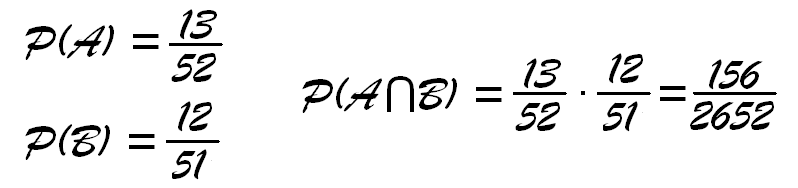 P(A) = 13/52
P(B) = 12/51
P(A∩B) = 13/52 · 12/51 = 156/2652